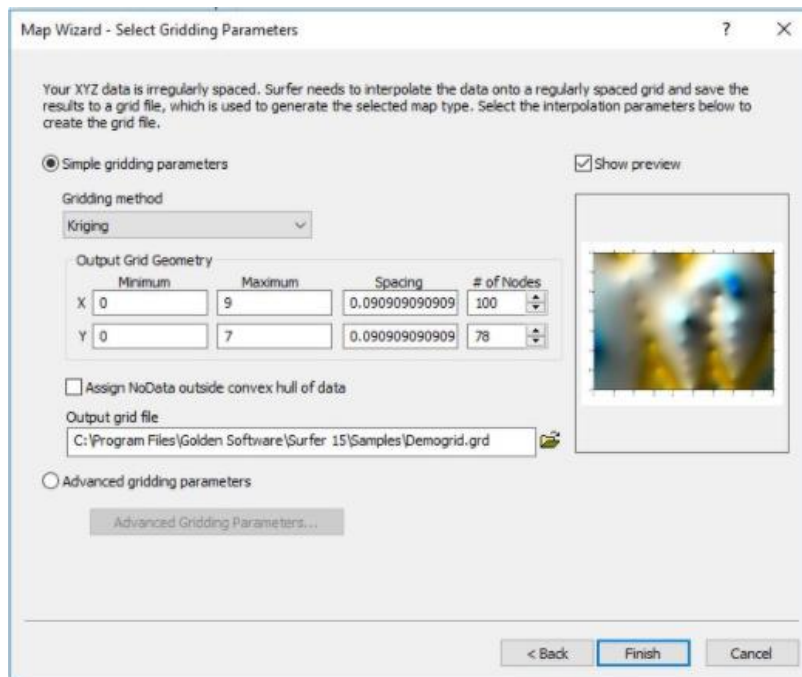 Map Wizard - Select Gridding Parameters
?
Your XYZ data is irregularly spaced. Surfer needs to interpolate the data onto a regularly spaced grid and save the
results to a grid file, which is used to generate the selected map type. Select the interpolation parameters below to
create the grid file.
Simple gridding parameters
Show preview
Gridding method
Kriging
Output Grid Geometry
Minimum Maximum Spacing # of Nodes
X 0 9 0.090909090909 100
Y 0 7 0.090909090909 78
Assign NoData outside convex hull of data
Output grid file
C:\Program Files\Golden Software\Surfer 15\Samples\Demogrid.grd
Advanced gridding parameters
Advanced Gridding Parameters...
< Back Finish Cancel